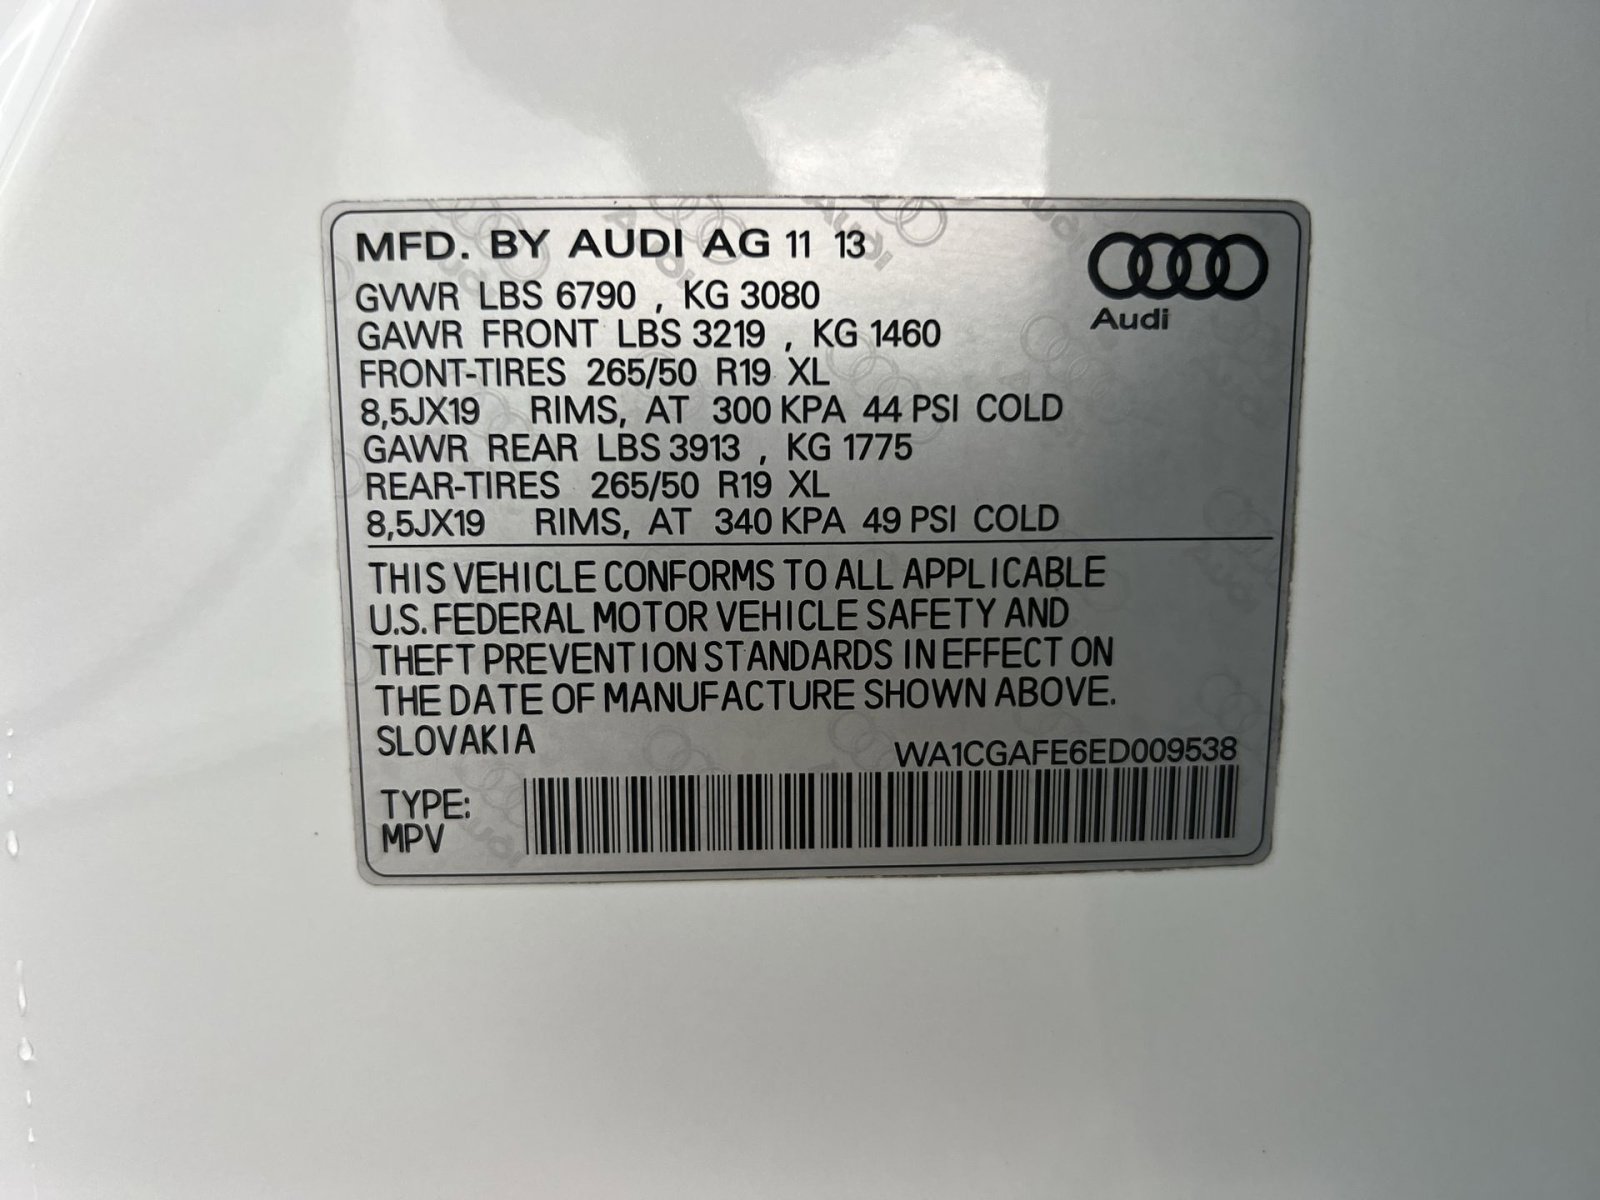 MFD. BY AUDI AG 11 13
GVWR LBS 6790 , KG 3080
GAWR FRONT LBS 3219 , KG 1460
FRONT-TIRES 265/50 R19 XL
8,5JX19 RIMS, AT 300 KPA 44 PSI COLD
GAWR REAR LBS 3913 , KG 1775
REAR-TIRES 265/50 R19 XL
8,5JX19 RIMS, AT 340 KPA 49 PSI COLD
Audi
THIS VEHICLE CONFORMS TO ALL APPLICABLE
U.S. FEDERAL MOTOR VEHICLE SAFETY AND
THEFT PREVENTION STANDARDS IN EFFECT ON
THE DATE OF MANUFACTURE SHOWN ABOVE.
SLOVAKIA
WA1CGAFE6ED009538
TYPE:
MPV